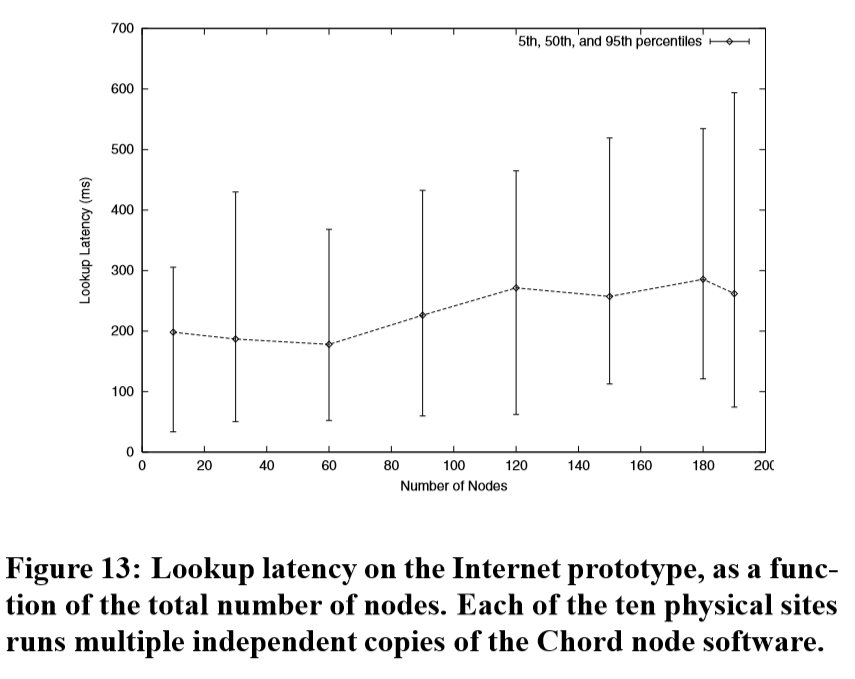 700
5th, 50th, and 95th percentiles
600
500
400
300
200
100
0
Lookup Latency (ms)
0 20 40 60 80 100 120 140 160 180 200
Number of Nodes
Figure 13: Lookup latency on the Internet prototype, as a func-
tion of the total number of nodes. Each of the ten physical sites
runs multiple independent copies of the Chord node software.